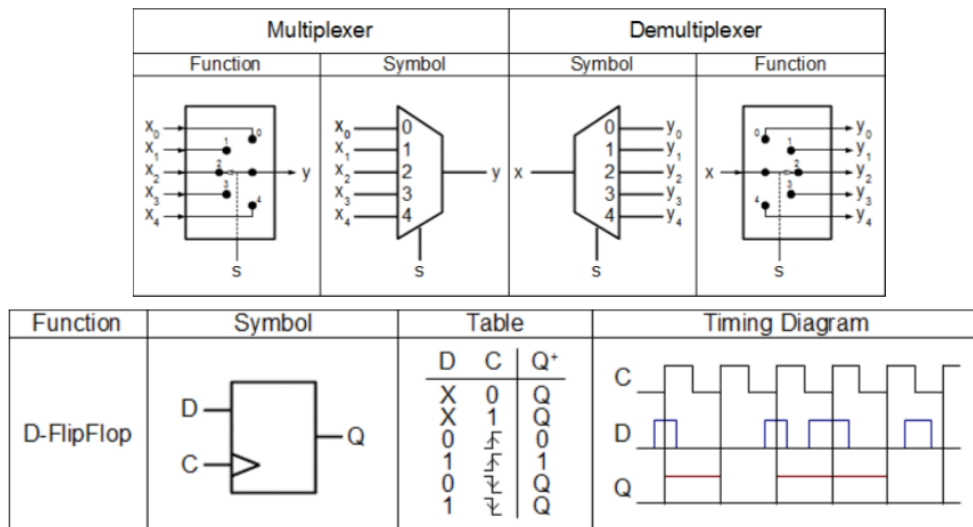 Multiplexer Demultiplexer
Function Symbol Symbol Function
x0 0 x0 0 0 y0 0 y0
x1 1 x1 1 1 y1 1 y1
x2 2 y x2 2 y x 2 y2 x 2 y2
x3 3 x3 3 3 y3 3 y3
x4 4 x4 4 4 y4 4 y4
s s s s
Function Symbol Table Timing Diagram
D-FlipFlop
D Q
C
D C Q+
X 0 Q
X 1 Q
0 0
1 1
0 Q
1 Q
C
D
Q